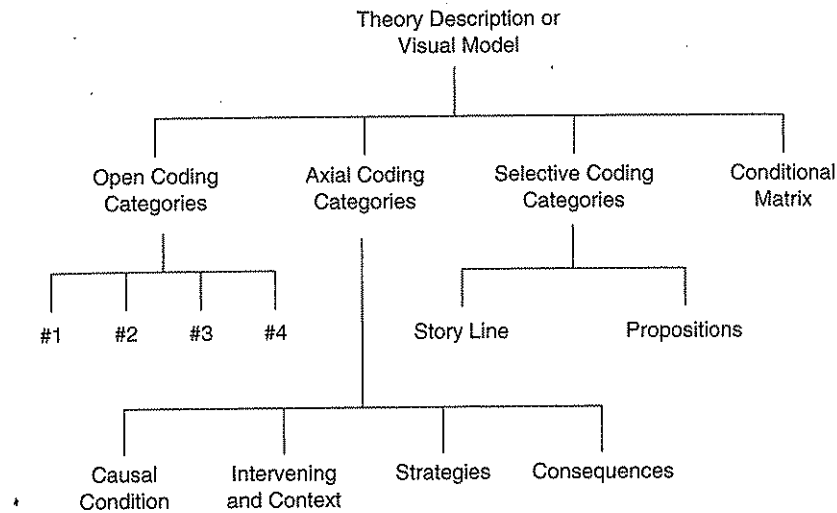 Theory Description or
Visual Model
Open Coding
Categories
Axial Coding
Categories
Selective Coding
Categories
Conditional
Matrix
#1 #2 #3 #4
Story Line
Propositions
Causal
Condition
Intervening
and Context
Strategies
Consequences